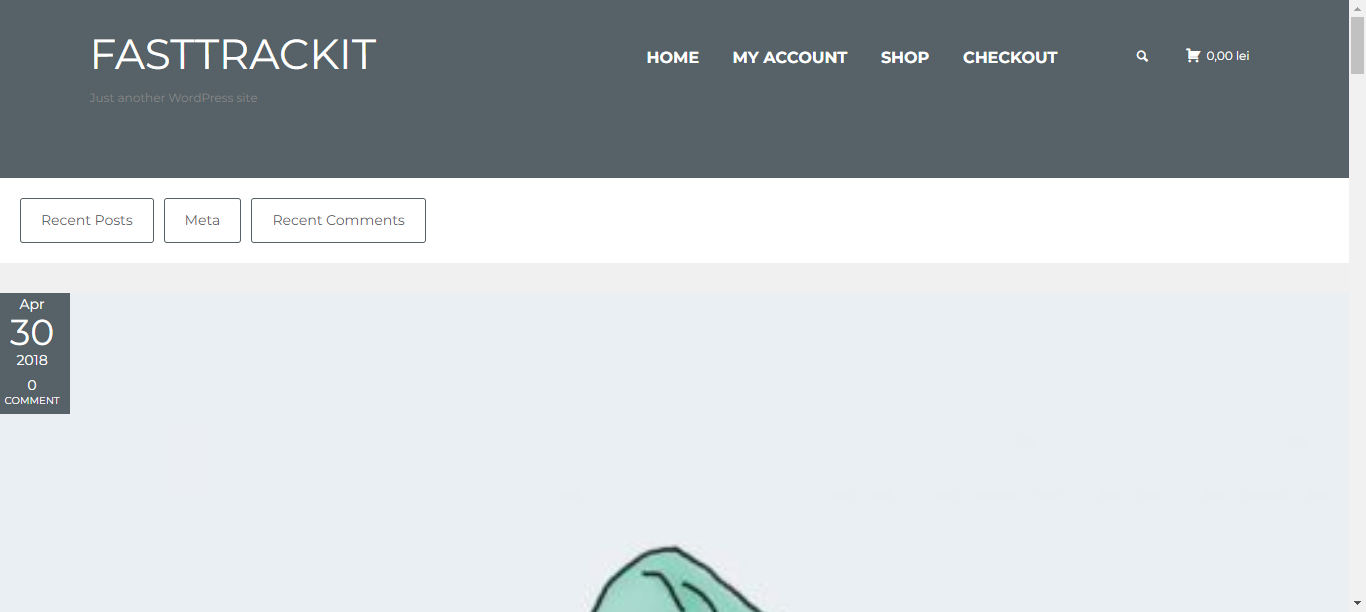 FASTTRACKIT
Just another WordPress site
HOME MY ACCOUNT SHOP CHECKOUT 0,00 lei
Recent Posts Meta Recent Comments
Apr
30
2018
0
COMMENT